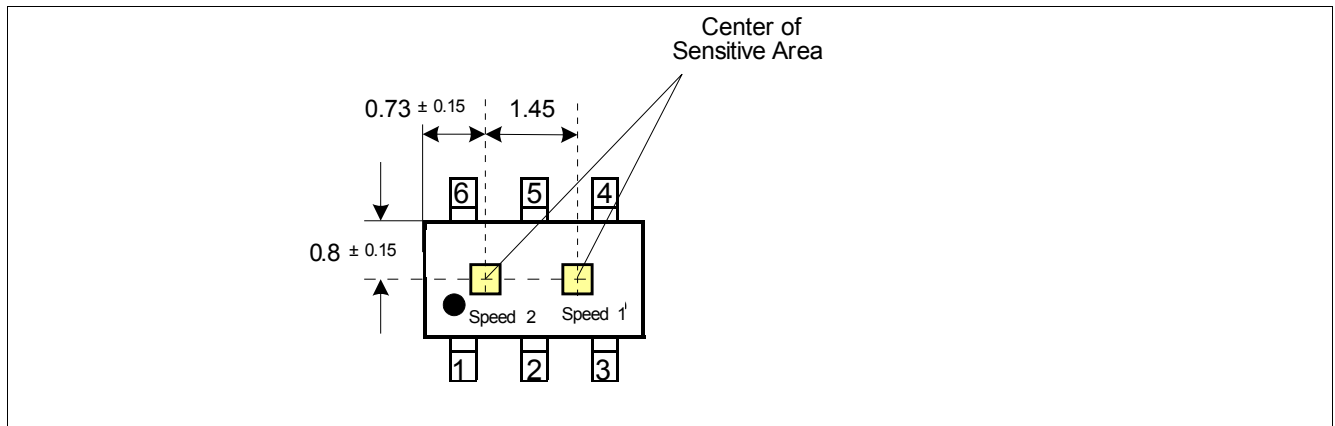 Center of
Sensitive Area
0.73 ± 0.15
1.45
6
5
4
0.8 ± 0.15
Speed 2
Speed 1
1
2
3